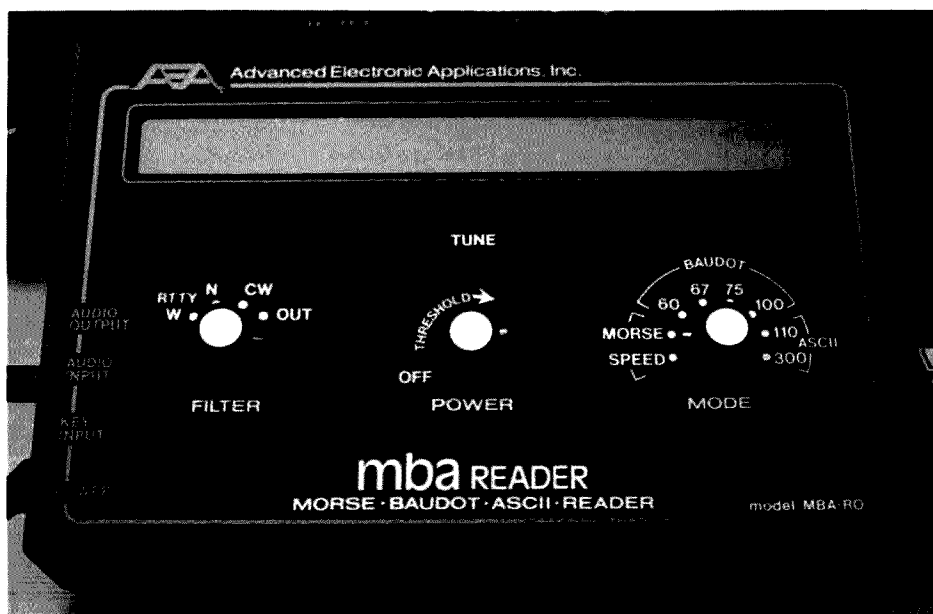 Advanced Electronic Applications, Inc.
TUNE
RTTY
W N CW OUT
FILTER
THRESHOLD
OFF
POWER
BAUDOT
60 67 75 100
MORSE 110 ASCII
SPEED 300
MODE
AUDIO
OUTPUT
AUDIO
INPUT
KEY
INPUT
mba READER
MORSE·BAUDOT·ASCII·READER
model MBA-RO